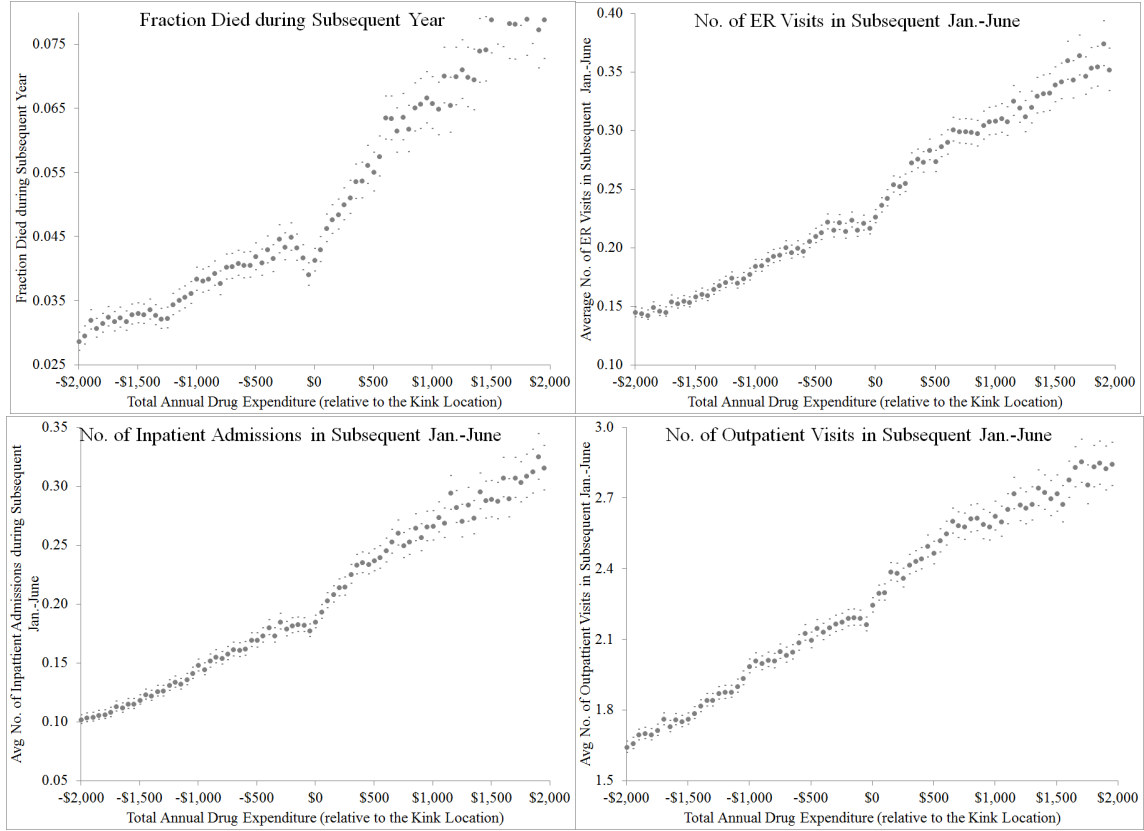 Fraction Died during Subsequent Year
Fraction Died during Subsequent Year
0.075
0.065
0.055
0.045
0.035
0.025
-$2,000 -$1,500 -$1,000 -$500 $0 $500 $1,000 $1,500 $2,000
Total Annual Drug Expenditure (relative to the Kink Location)
No. of ER Visits in Subsequent Jan.-June
Average No. of ER Visits in Subsequent Jan.-June
0.40
0.35
0.30
0.25
0.20
0.15
0.10
-$2,000 -$1,500 -$1,000 -$500 $0 $500 $1,000 $1,500 $2,000
Total Annual Drug Expenditure (relative to the Kink Location)
No. of Inpatient Admissions in Subsequent Jan.-June
Avg No. of Inpattient Admissions during Subsequent
Jan.-June
0.35
0.30
0.25
0.20
0.15
0.10
0.05
-$2,000 -$1,500 -$1,000 -$500 $0 $500 $1,000 $1,500 $2,000
Total Annual Drug Expenditure (relative to the Kink Location)
No. of Outpatient Visits in Subsequent Jan.-June
Avg No. of Outpattient Visits in Subsequent Jan.-June
3.0
2.7
2.4
2.1
1.8
1.5
-$2,000 -$1,500 -$1,000 -$500 $0 $500 $1,000 $1,500 $2,000
Total Annual Drug Expenditure (relative to the Kink Location)